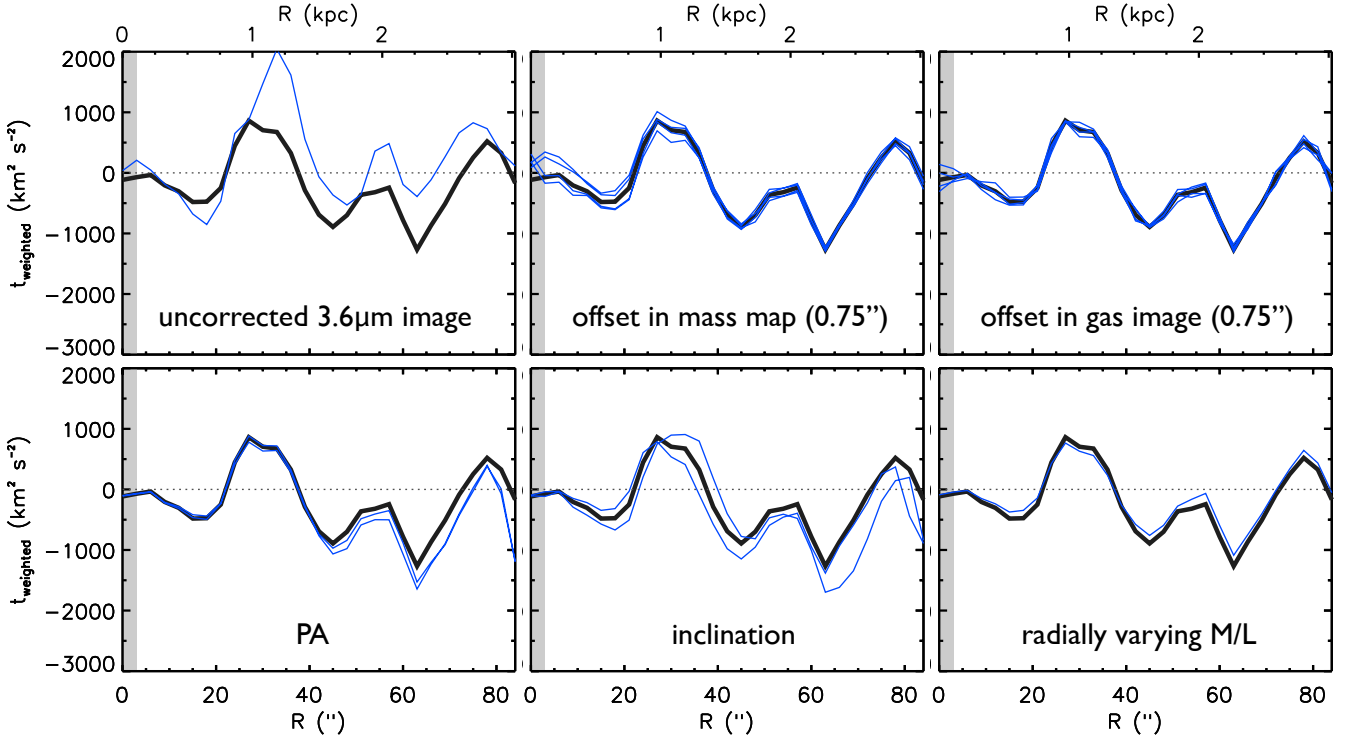 R (kpc) R (kpc) R (kpc)
0 1 2 1 2 1 2
2000
1000
0
−1000
−2000
−3000
t_weighted (km² s⁻²)
uncorrected 3.6µm image offset in mass map (0.75”) offset in gas image (0.75”)
2000
1000
0
−1000
−2000
−3000
t_weighted (km² s⁻²)
PA inclination radially varying M/L
0 20 40 60 80 0 20 40 60 80 0 20 40 60 80
R ('') R ('') R ('')